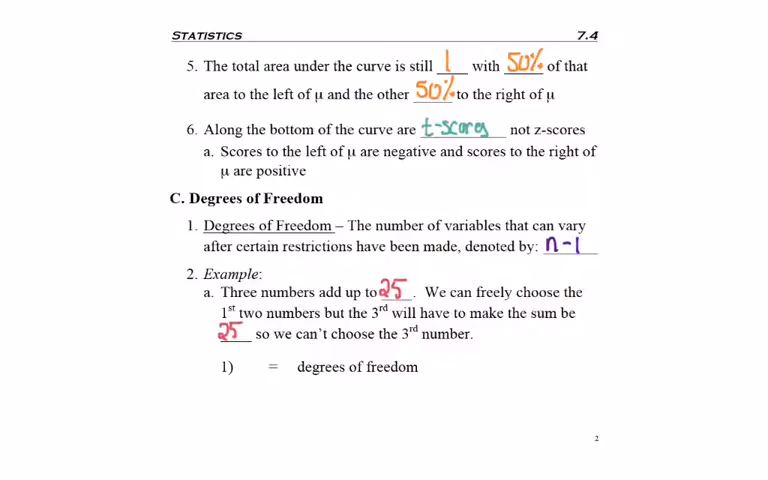 STATISTICS 7.4
5. The total area under the curve is still 1 with 50% of that
area to the left of μ and the other 50% to the right of μ
6. Along the bottom of the curve are t-scores not z-scores
a. Scores to the left of μ are negative and scores to the right of
μ are positive
C. Degrees of Freedom
1. Degrees of Freedom – The number of variables that can vary
after certain restrictions have been made, denoted by: n-1
2. Example:
a. Three numbers add up to 25. We can freely choose the
1st two numbers but the 3rd will have to make the sum be
25 so we can't choose the 3rd number.
1) = degrees of freedom
2